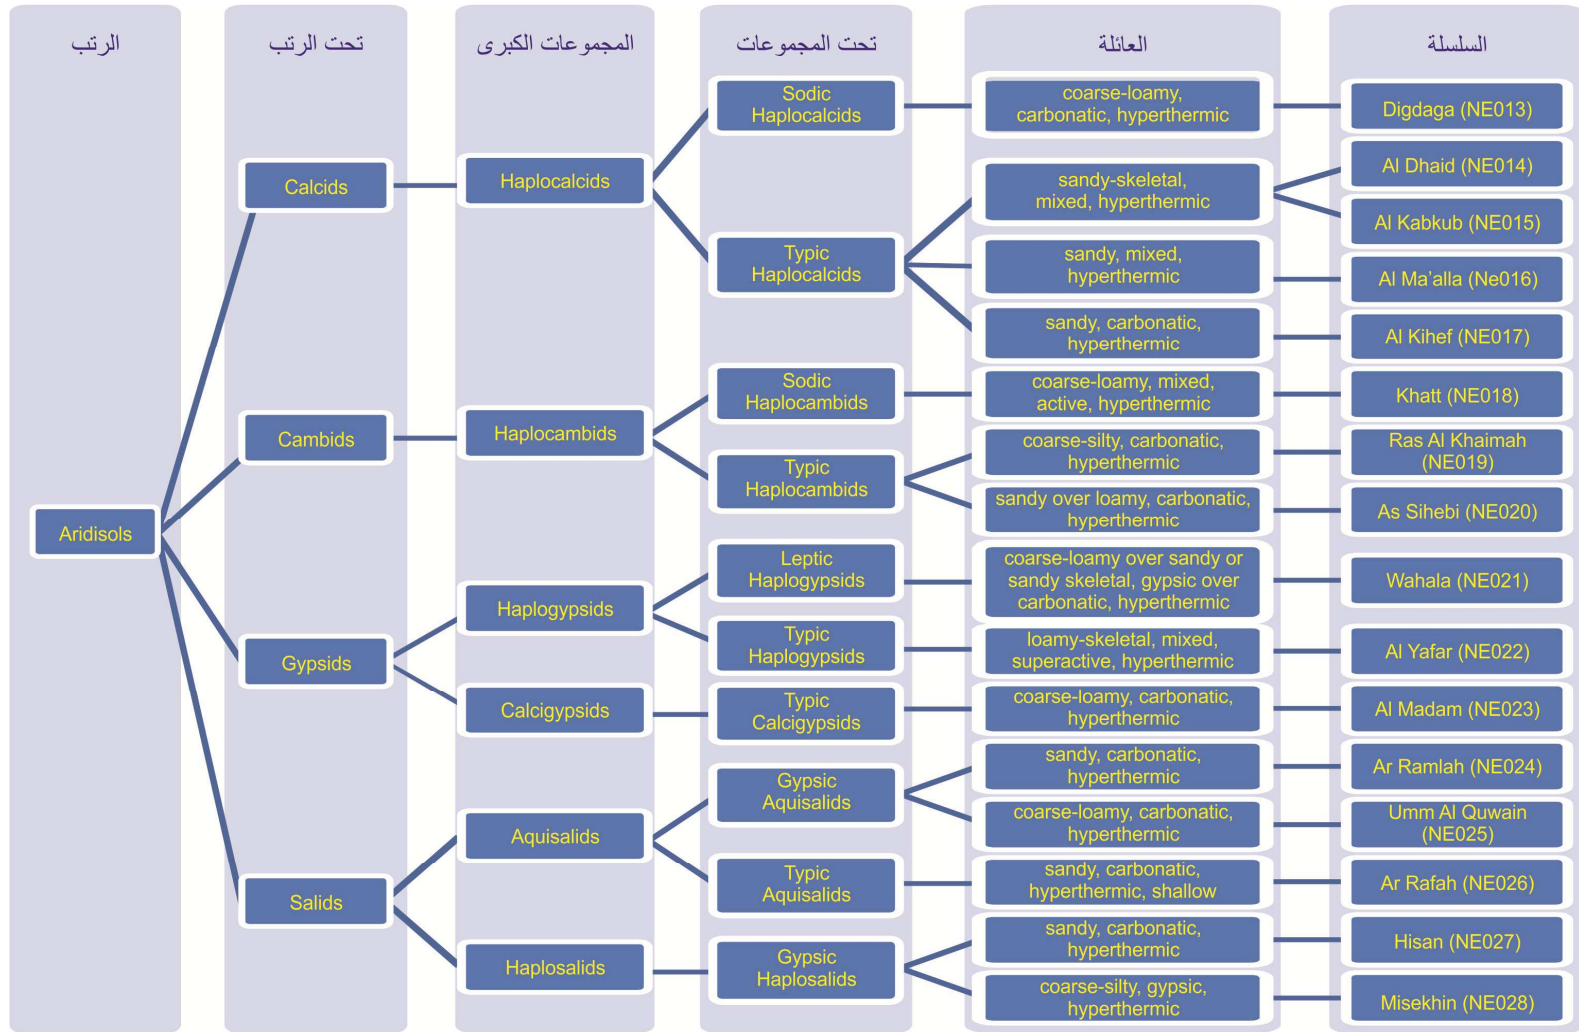 الرتب
تحت الرتب
المجموعات الكبرى
تحت المجموعات
العائلة
السلسلة
Aridisols
Calcids
Cambids
Gypsids
Salids
Haplocalcids
Haplocambids
Haplogypsids
Calcigypsids
Aquisalids
Haplosalids
Sodic
Haplocalcids
Typic
Haplocalcids
Sodic
Haplocambids
Typic
Haplocambids
Leptic
Haplogypsids
Typic
Haplogypsids
Typic
Calcigypsids
Gypsic
Aquisalids
Typic
Aquisalids
Gypsic
Haplosalids
coarse-loamy,
carbonatic, hyperthermic
sandy-skeletal,
mixed, hyperthermic
sandy, mixed,
hyperthermic
sandy, carbonatic,
hyperthermic
coarse-loamy, mixed,
active, hyperthermic
coarse-silty, carbonatic,
hyperthermic
sandy over loamy, carbonatic,
hyperthermic
coarse-loamy over sandy or
sandy skeletal, gypsic over
carbonatic, hyperthermic
loamy-skeletal, mixed,
superactive, hyperthermic
coarse-loamy, carbonatic,
hyperthermic
sandy, carbonatic,
hyperthermic
coarse-loamy, carbonatic,
hyperthermic
sandy, carbonatic,
hyperthermic, shallow
sandy, carbonatic,
hyperthermic
coarse-silty, gypsic,
hyperthermic
Digdaga (NE013)
Al Dhaid (NE014)
Al Kabkub (NE015)
Al Ma’alla (Ne016)
Al Kihef (NE017)
Khatt (NE018)
Ras Al Khaimah
(NE019)
As Sihebi (NE020)
Wahala (NE021)
Al Yafar (NE022)
Al Madam (NE023)
Ar Ramlah (NE024)
Umm Al Quwain
(NE025)
Ar Rafah (NE026)
Hisan (NE027)
Misekhin (NE028)